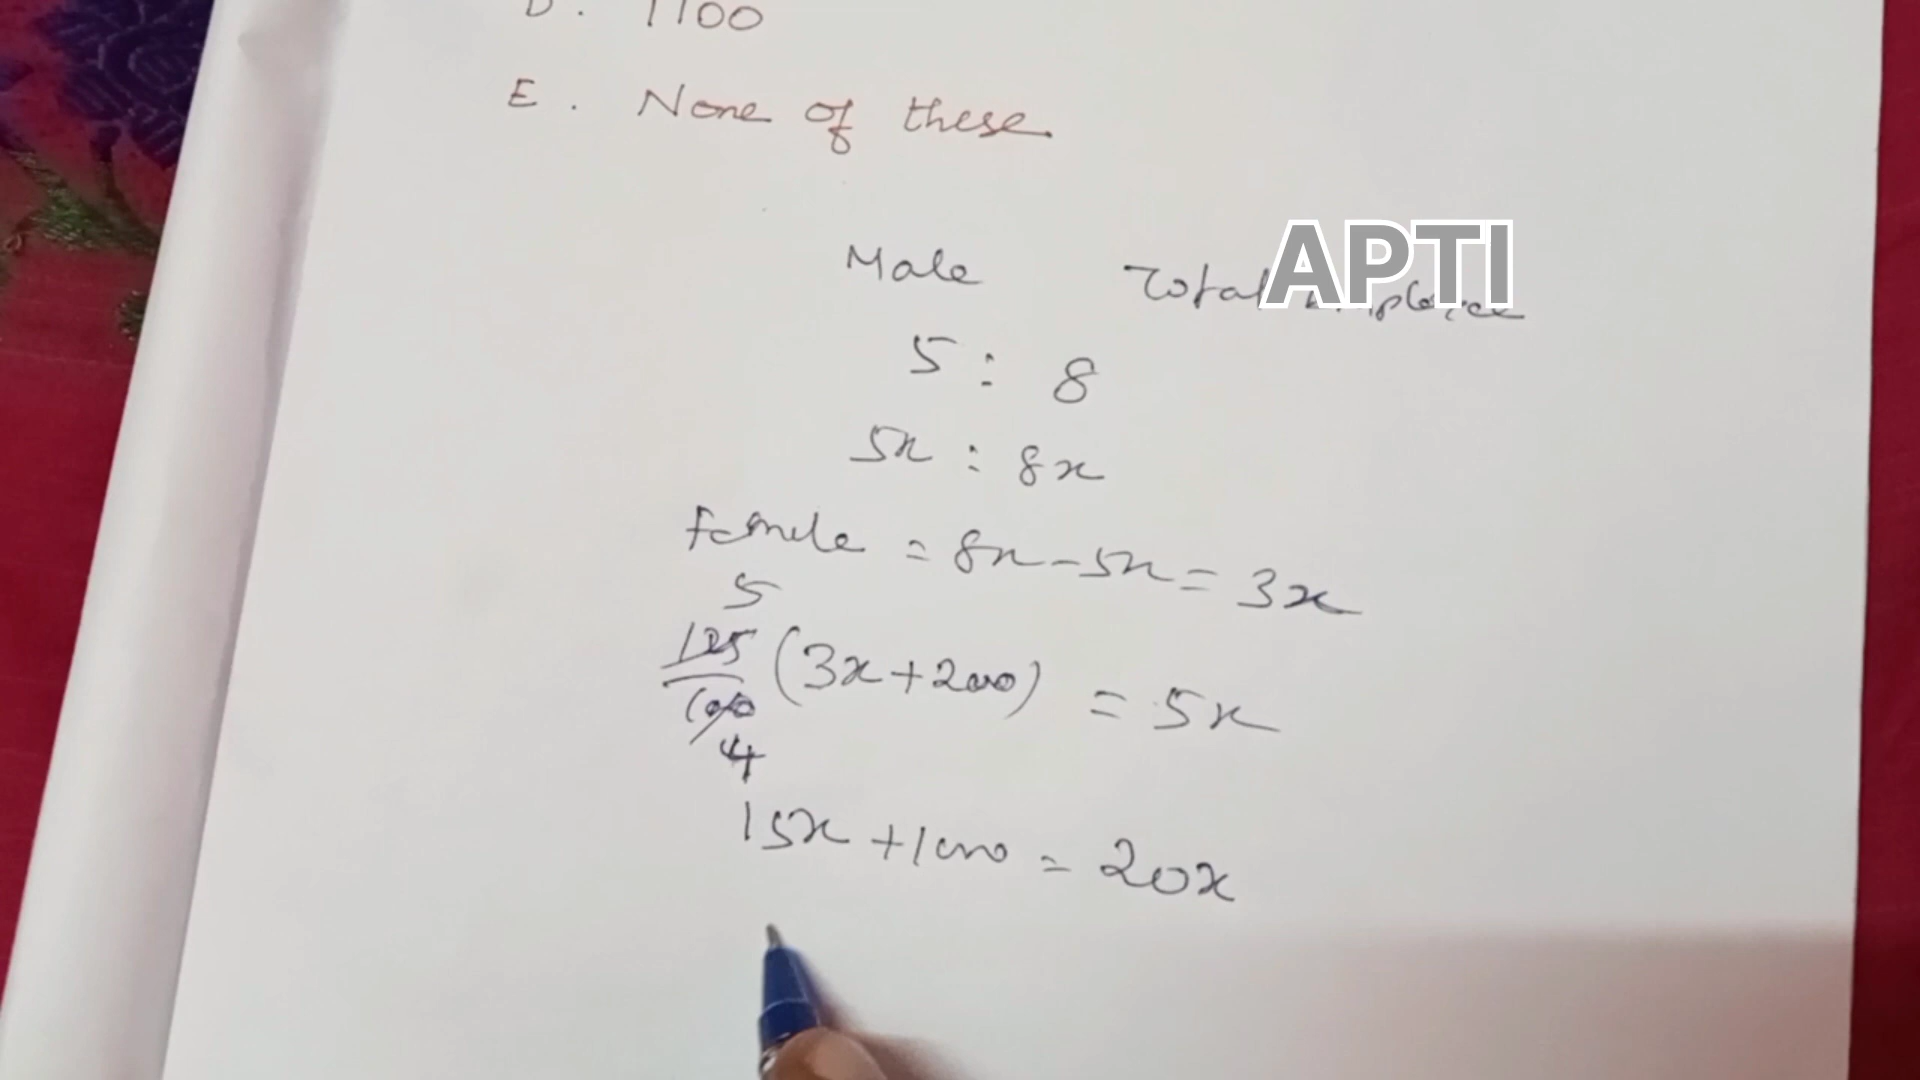 D. 1100
E. None of these.
APTI
Male Total
5 : 8
5x : 8x
Female = 8x - 5x = 3x
5
125/100 (3x + 200) = 5x
4
15x + 1000 = 20x